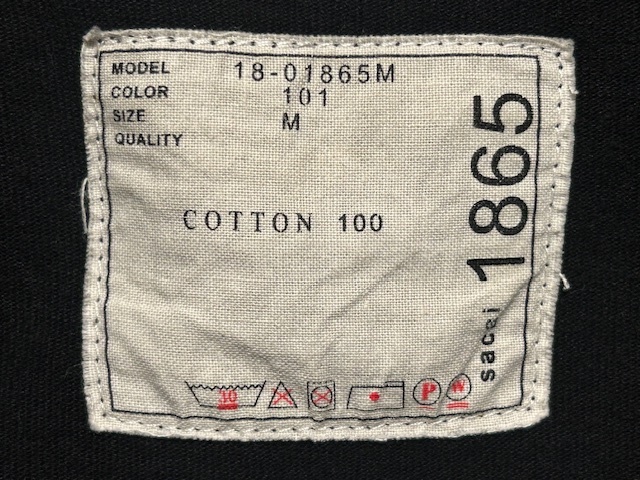 MODEL 18-01865M
COLOR 101
SIZE M
QUALITY
COTTON 100
sacai 1865
P W